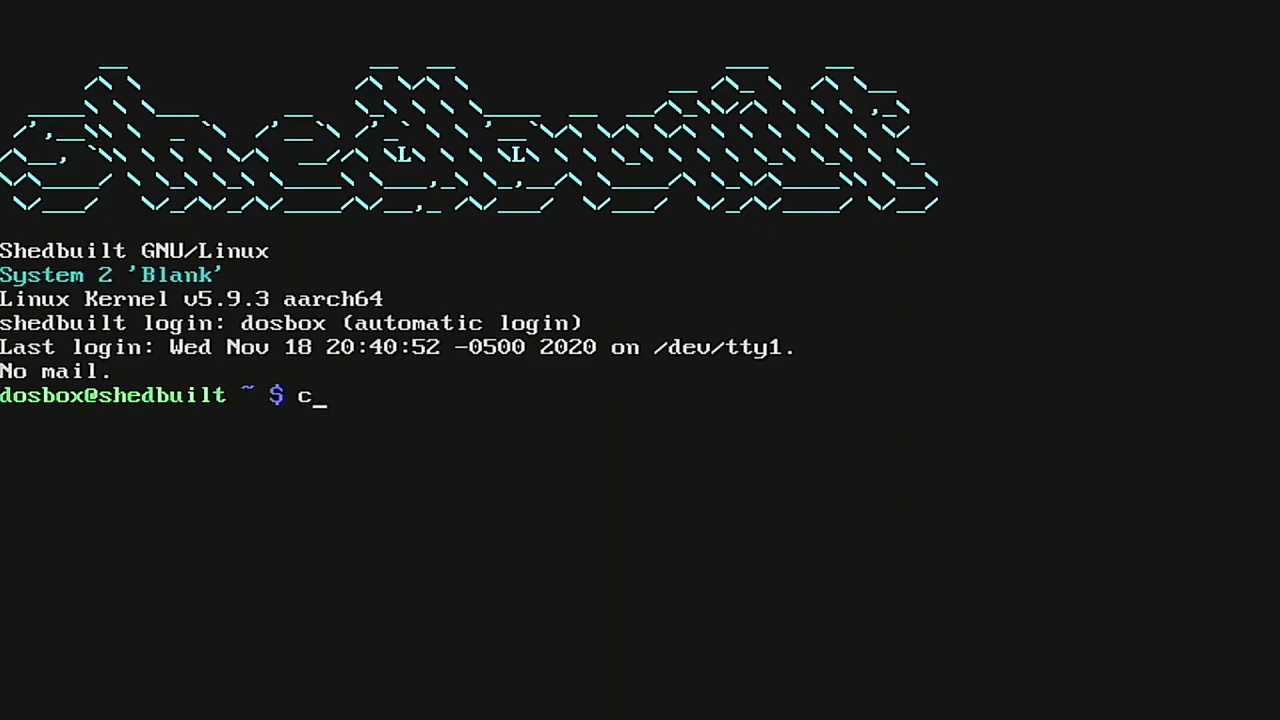 shedbuilt
Shedbuilt GNU/Linux
System 2 'Blank'
Linux Kernel v5.9.3 aarch64
shedbuilt login: dosbox (automatic login)
Last login: Wed Nov 18 20:40:52 -0500 2020 on /dev/tty1.
No mail.
dosbox@shedbuilt ~ $ c_